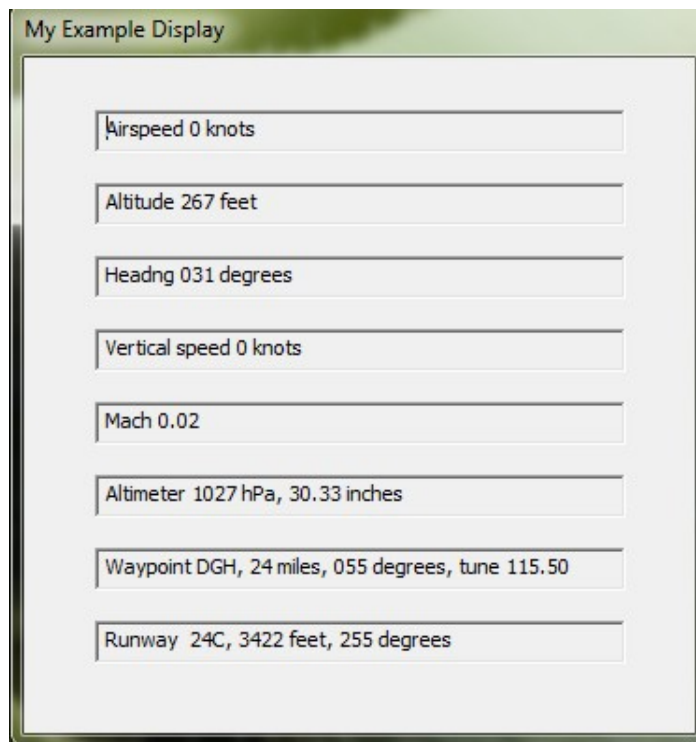 My Example Display
Airspeed 0 knots
Altitude 267 feet
Headng 031 degrees
Vertical speed 0 knots
Mach 0.02
Altimeter 1027 hPa, 30.33 inches
Waypoint DGH, 24 miles, 055 degrees, tune 115.50
Runway  24C, 3422 feet, 255 degrees